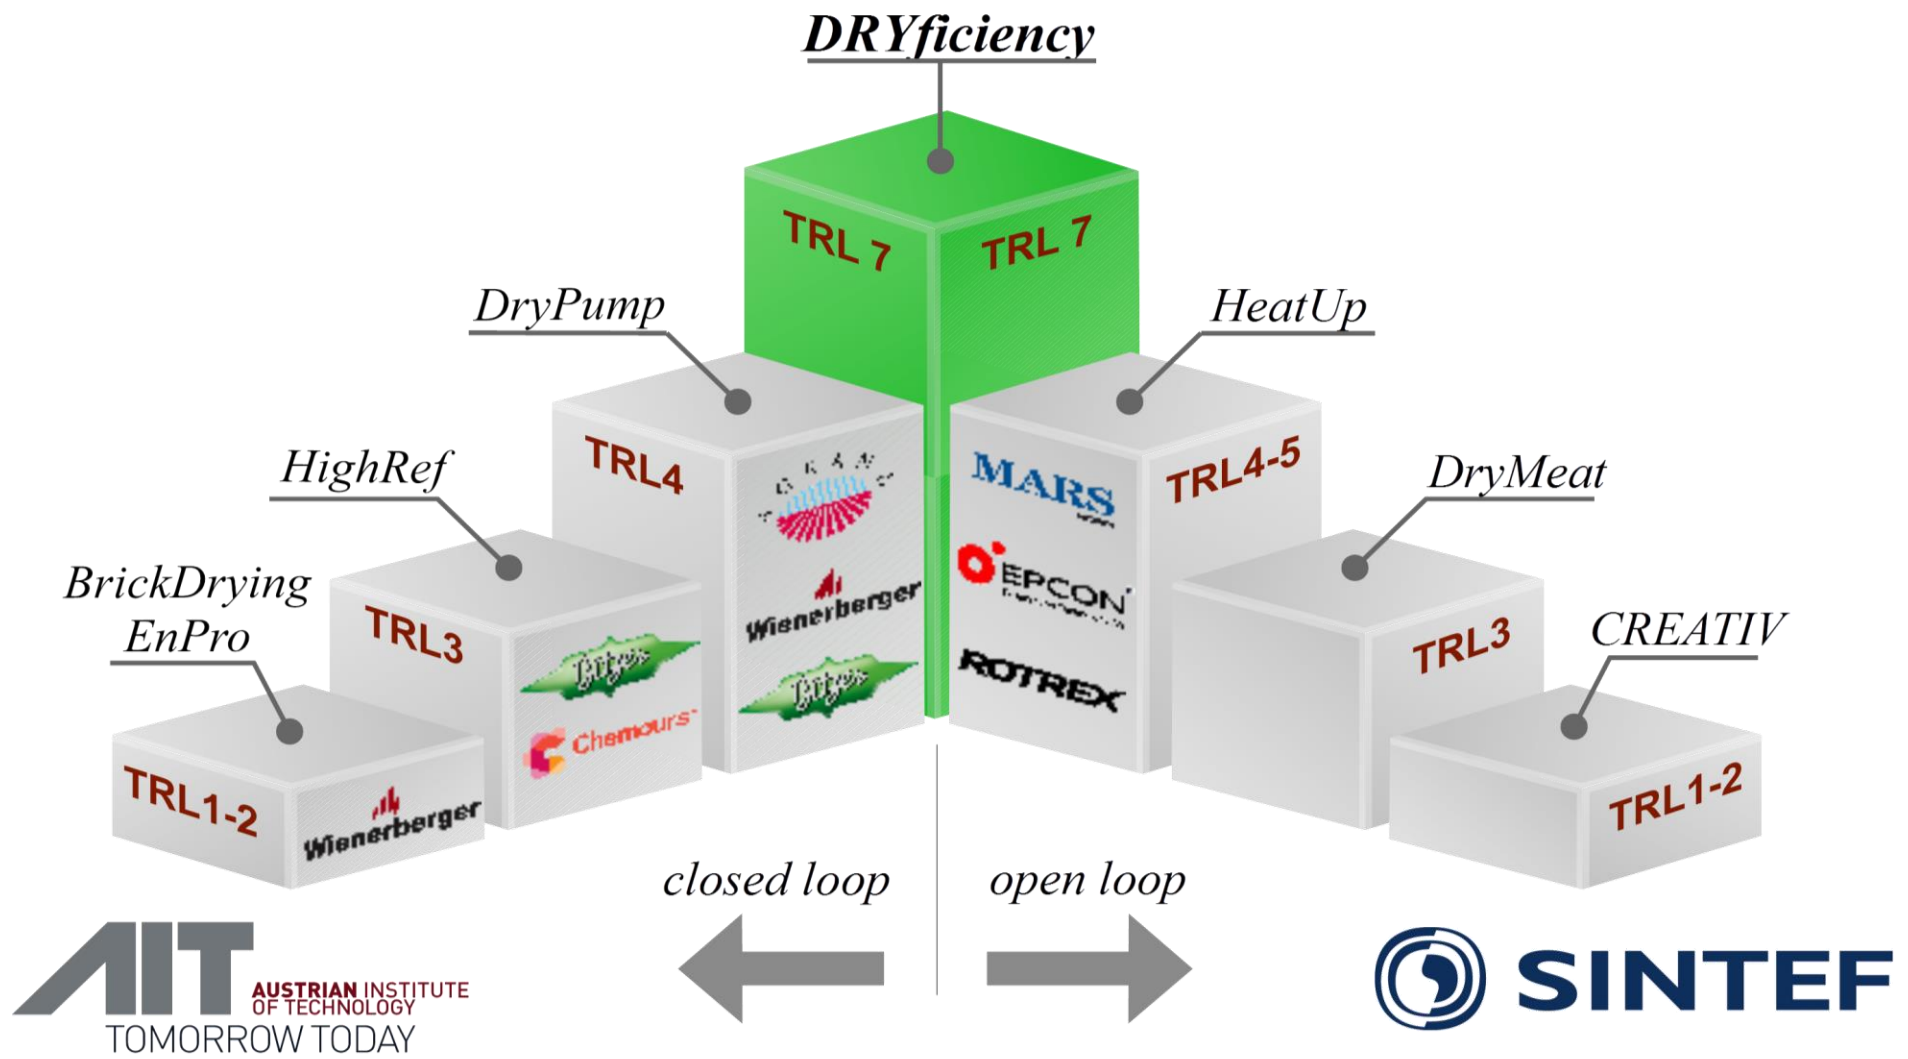 DRYficiency
TRL 7
TRL 7
DryPump
HeatUp
TRL4
MARS
TRL4-5
HighRef
DryMeat
EPCON
Wienerberger
BrickDrying
EnPro
CREATIV
TRL3
Bitzer
ROTREX
TRL3
Bitzer
Chemours
TRL1-2
Wienerberger
TRL1-2
closed loop
open loop
AIT
AUSTRIAN INSTITUTE
OF TECHNOLOGY
TOMORROW TODAY
SINTEF